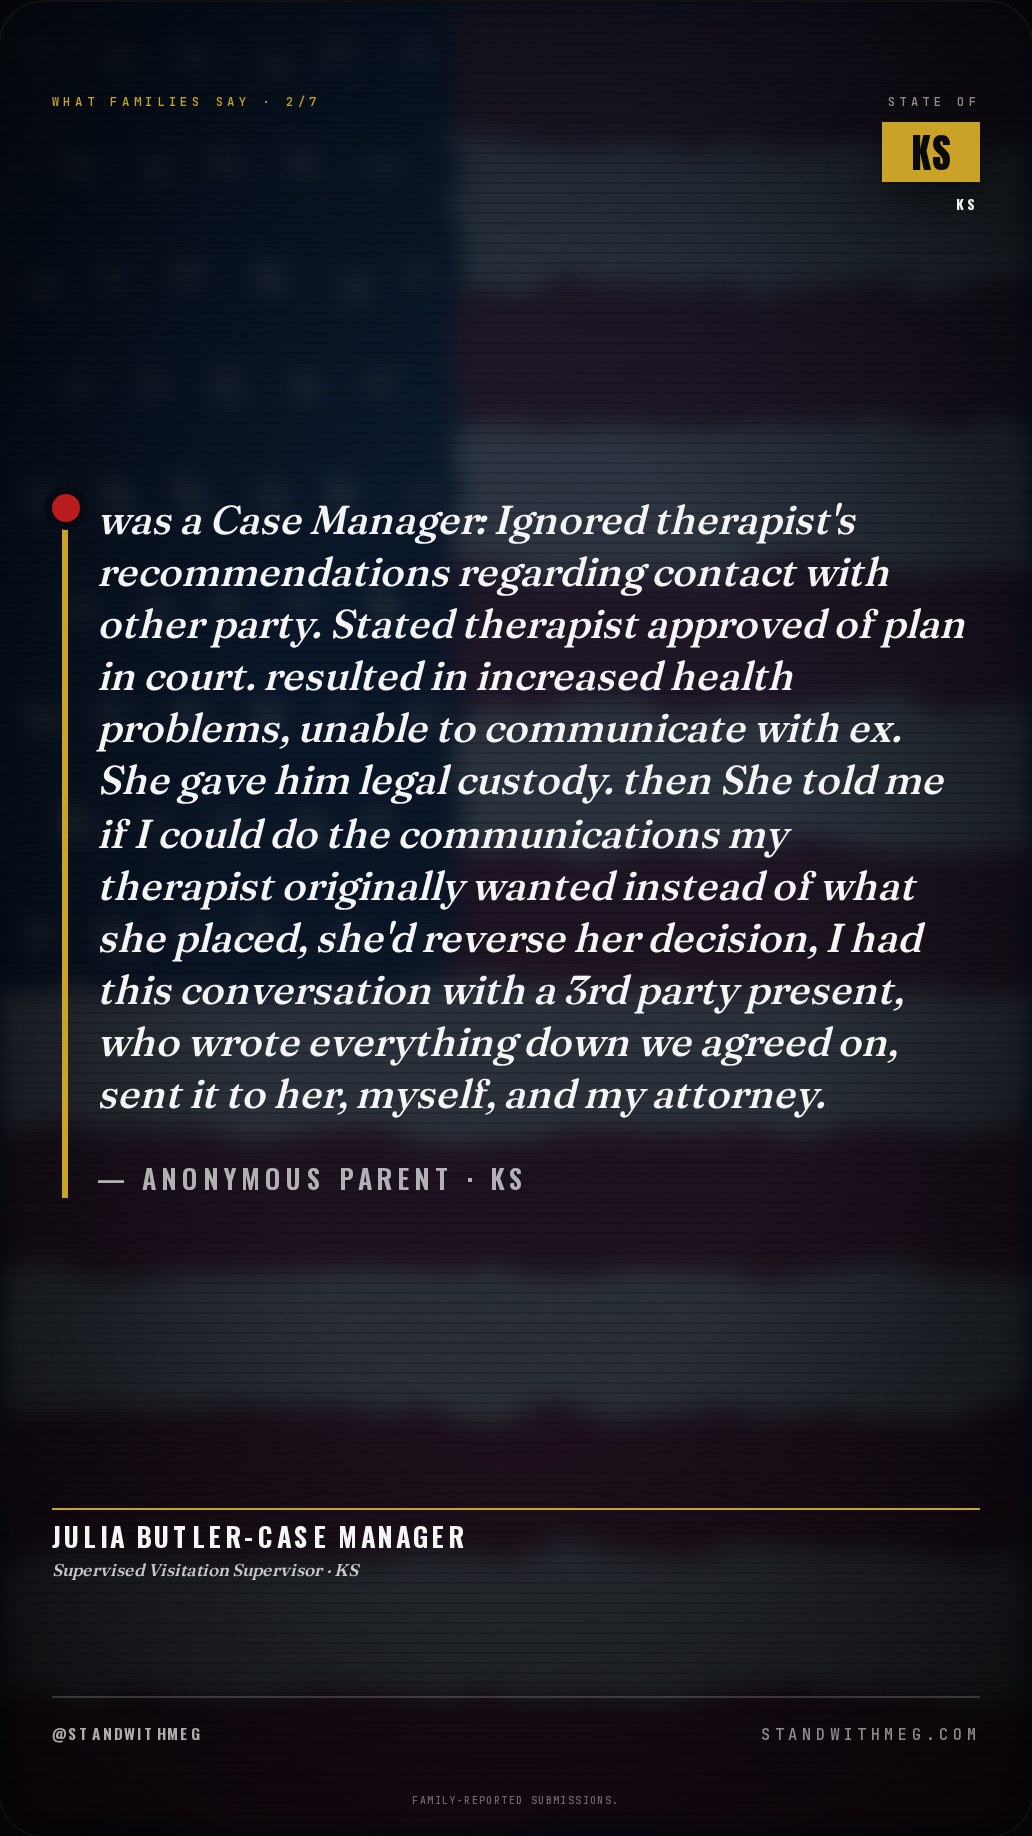 WHAT FAMILIES SAY · 2/7
STATE OF
KS
KS
was a Case Manager: Ignored therapist's
recommendations regarding contact with
other party. Stated therapist approved of plan
in court. resulted in increased health
problems, unable to communicate with ex.
She gave him legal custody. then She told me
if I could do the communications my
therapist originally wanted instead of what
she placed, she'd reverse her decision, I had
this conversation with a 3rd party present,
who wrote everything down we agreed on,
sent it to her, myself, and my attorney.
— ANONYMOUS PARENT · KS
JULIA BUTLER-CASE MANAGER
Supervised Visitation Supervisor · KS
@STANDWITHMEG
STANDWITHMEG.COM
FAMILY-REPORTED SUBMISSIONS.